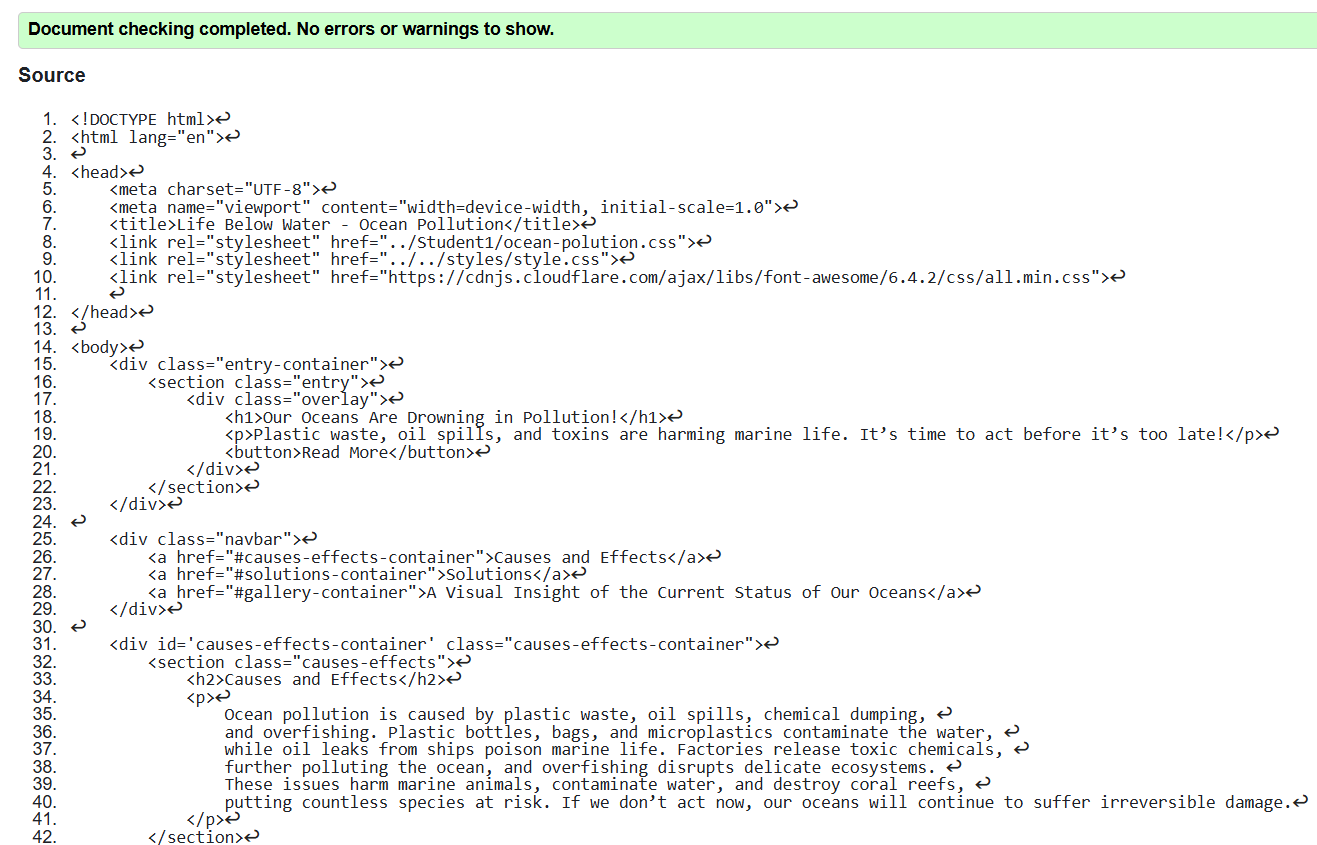 Document checking completed. No errors or warnings to show.
Source
1. <!DOCTYPE html>↩
2. <html lang="en">↩
3. ↩
4. <head>↩
5.     <meta charset="UTF-8">↩
6.     <meta name="viewport" content="width=device-width, initial-scale=1.0">↩
7.     <title>Life Below Water - Ocean Pollution</title>↩
8.     <link rel="stylesheet" href="../Student1/ocean-polution.css">↩
9.     <link rel="stylesheet" href="../../styles/style.css">↩
10.     <link rel="stylesheet" href="https://cdnjs.cloudflare.com/ajax/libs/font-awesome/6.4.2/css/all.min.css">↩
11.     ↩
12. </head>↩
13. ↩
14. <body>↩
15.     <div class="entry-container">↩
16.         <section class="entry">↩
17.             <div class="overlay">↩
18.                 <h1>Our Oceans Are Drowning in Pollution!</h1>↩
19.                 <p>Plastic waste, oil spills, and toxins are harming marine life. It’s time to act before it’s too late!</p>↩
20.                 <button>Read More</button>↩
21.             </div>↩
22.         </section>↩
23.     </div>↩
24. ↩
25.     <div class="navbar">↩
26.         <a href="#causes-effects-container">Causes and Effects</a>↩
27.         <a href="#solutions-container">Solutions</a>↩
28.         <a href="#gallery-container">A Visual Insight of the Current Status of Our Oceans</a>↩
29.     </div>↩
30. ↩
31.     <div id='causes-effects-container' class="causes-effects-container">↩
32.         <section class="causes-effects">↩
33.             <h2>Causes and Effects</h2>↩
34.             <p>↩
35.                 Ocean pollution is caused by plastic waste, oil spills, chemical dumping, ↩
36.                 and overfishing. Plastic bottles, bags, and microplastics contaminate the water, ↩
37.                 while oil leaks from ships poison marine life. Factories release toxic chemicals, ↩
38.                 further polluting the ocean, and overfishing disrupts delicate ecosystems. ↩
39.                 These issues harm marine animals, contaminate water, and destroy coral reefs, ↩
40.                 putting countless species at risk. If we don’t act now, our oceans will continue to suffer irreversible damage.↩
41.             </p>↩
42.         </section>↩